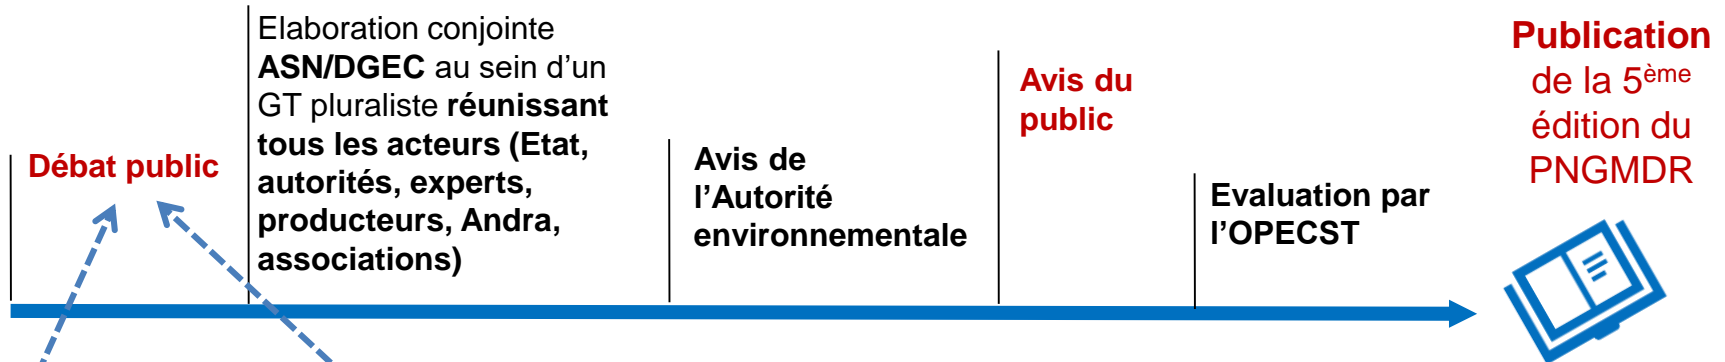 Débat public
Elaboration conjointe
ASN/DGEC au sein d’un
GT pluraliste réunissant
tous les acteurs (Etat,
autorités, experts,
producteurs, Andra,
associations)
Avis de
l’Autorité
environnementale
Avis du
public
Evaluation par
l’OPECST
Publication
de la 5ème
édition du
PNGMDR